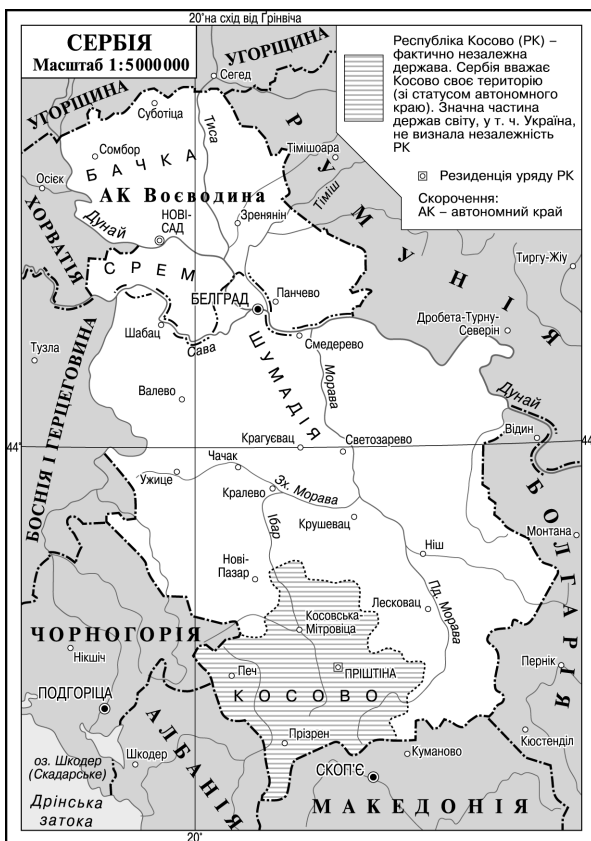 20°на схід від Ґрінвіча
СЕРБІЯ
Масштаб 1:5 000 000
Республіка Косово (РК) –
фактично незалежна
держава. Сербія вважає
Косово своє територію
(зі статусом автономного
краю). Значна частина
держав світу, у т. ч. Україна,
не визнала незалежність
РК
Резиденція уряду РК
Скорочення:
АК – автономний край
УГОРЩИНА
УГОРЩИНА
Сегед
Суботіца
Тиса
РУМУНІЯ
Сомбор
БАЧКА
Тімішоара
Осієк
АК Воєводина
Тіміш
ХОРВАТІЯ
Дунай
НОВІ-
САД
Зренянін
СРЕМ
Тиргу-Жіу
БЕЛГРАД
Панчево
Дробета-Турну-
Северін
Шабац
Сава
Смедерево
Тузла
ШУМАДІЯ
Морава
БОСНІЯ І ГЕРЦЕГОВИНА
Валево
Дунай
Відин
44°
Крагуєвац
Светозарево
44
Ужице
Чачак
Зх. Морава
Кралево
Крушевац
БОЛГАРІЯ
Ібар
Монтана
Ніш
Нові-
Пазар
Пд. Морава
Лесковац
Косовська
Мітровіца
ЧОРНОГОРІЯ
Нікшіч
Печ
ПРІШТІНА
Пернік
КОСОВО
ПОДГОРІЦА
АЛБАНІЯ
Прізрен
Кюстенділ
оз. Шкодер
(Скадарське)
Шкодер
Куманово
СКОП'Є
Дрінська
затока
МАКЕДОНІЯ
20°